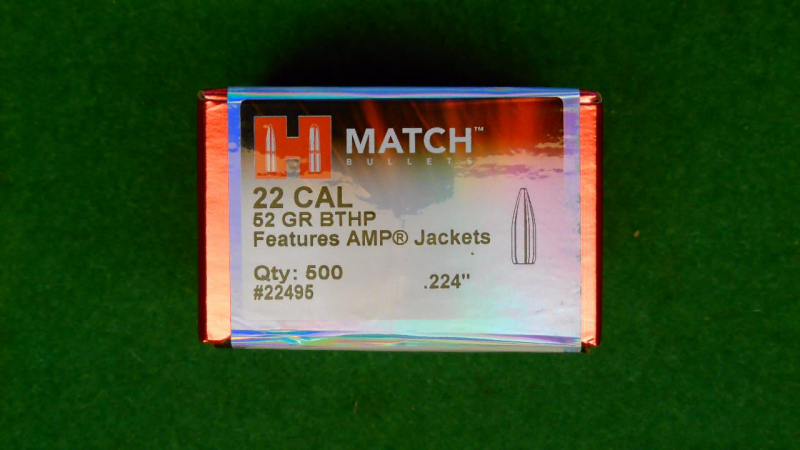 H MATCH™
BULLETS
22 CAL
52 GR BTHP
Features AMP® Jackets
Qty: 500
.224"
#22495